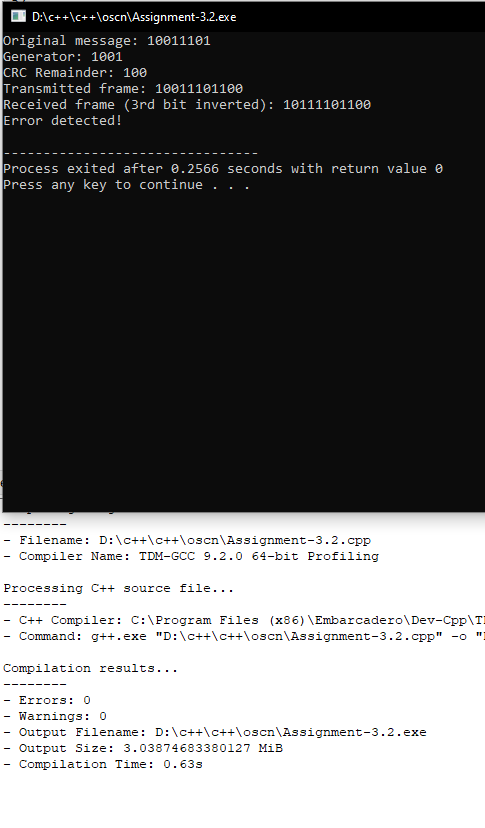 D:\c++\c++\oscn\Assignment-3.2.exe
Original message: 10011101
Generator: 1001
CRC Remainder: 100
Transmitted frame: 10011101100
Received frame (3rd bit inverted): 10111101100
Error detected!
--------------------------------
Process exited after 0.2566 seconds with return value 0
Press any key to continue . . .
--------
- Filename: D:\c++\c++\oscn\Assignment-3.2.cpp
- Compiler Name: TDM-GCC 9.2.0 64-bit Profiling
Processing C++ source file...
--------
- C++ Compiler: C:\Program Files (x86)\Embarcadero\Dev-Cpp\
- Command: g++.exe "D:\c++\c++\oscn\Assignment-3.2.cpp" -o
Compilation results...
--------
- Errors: 0
- Warnings: 0
- Output Filename: D:\c++\c++\oscn\Assignment-3.2.exe
- Output Size: 3.03874683380127 MiB
- Compilation Time: 0.63s